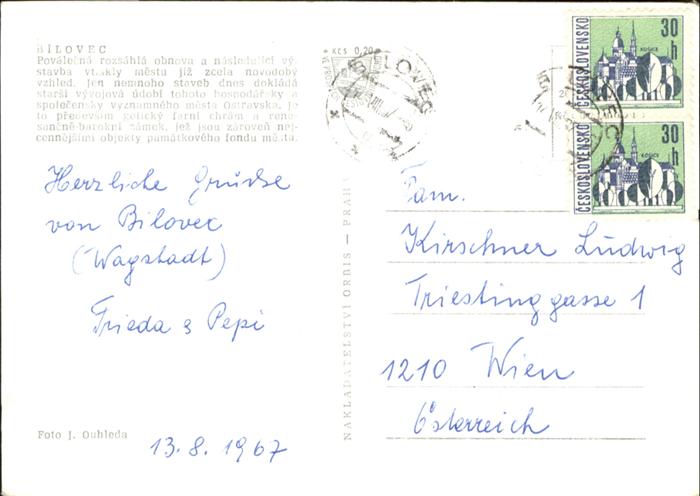 BÍLOVEC
Poválečná rozsáhlá obnova a následující vý-
stavba vtiskly městu již zcela novodobý
vzhled. Jen nemnoho staveb dnes dokládá
starší vývojová údobí tohoto hospodářsky a
společensky významného města Ostravska. Je
to především gotický farní chrám a rene-
sančně-barokní zámek, jež jsou zároveň nej-
cennějšími objekty památkového fondu města.
Herzliche Grüsse
von Bilovec
(Wagstadt)
Frieda & Pepi
13.8.1967
Foto J. Ouhleda
NAKLADATELSTVÍ ORBIS — PRAHA
KČS 0,20
BÍLOVEC
ČESKOSLOVENSKO
30
h
KOŠICE
ČESKOSLOVENSKO
30
h
KOŠICE
Fam.
Kirschner Ludwig
Triestinggasse 1
1210 Wien
Österreich